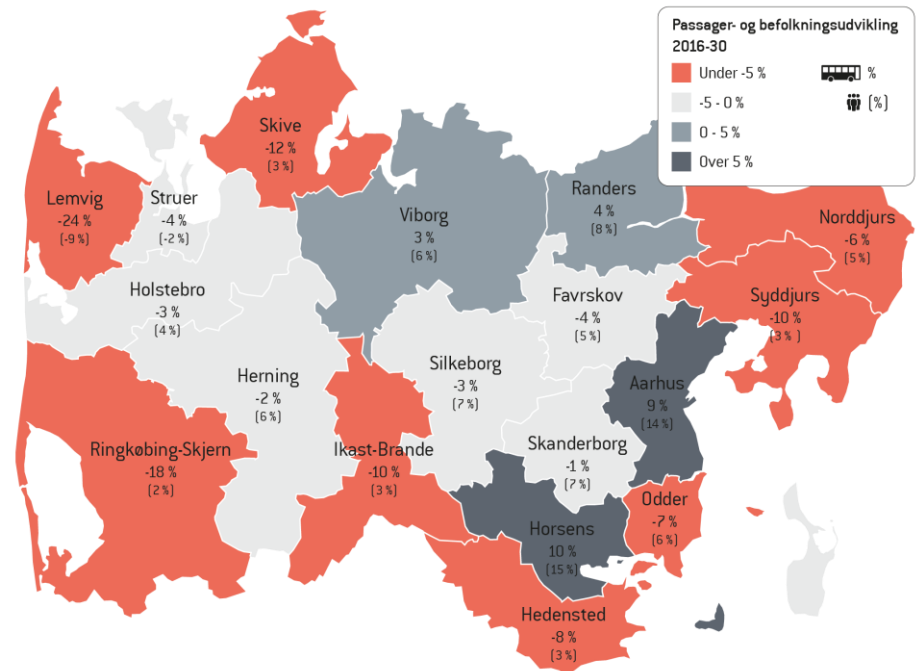 Passager- og befolkningsudvikling
2016-30
Under -5 %
-5 - 0 %
0 - 5 %
Over 5 %
%
(%)
Skive
-12 %
(3 %)
Lemvig
-24 %
(-9 %)
Struer
-4 %
(-2 %)
Viborg
3 %
(6 %)
Randers
4 %
(8 %)
Norddjurs
-6 %
(5 %)
Holstebro
-3 %
(4 %)
Favrskov
-4 %
(5 %)
Syddjurs
-10 %
(3 %)
Herning
-2 %
(6 %)
Silkeborg
-3 %
(7 %)
Aarhus
9 %
(14 %)
Ringkøbing-Skjern
-18 %
(2 %)
Ikast-Brande
-10 %
(3 %)
Skanderborg
-1 %
(7 %)
Odder
-7 %
(6 %)
Horsens
10 %
(15 %)
Hedensted
-8 %
(3 %)